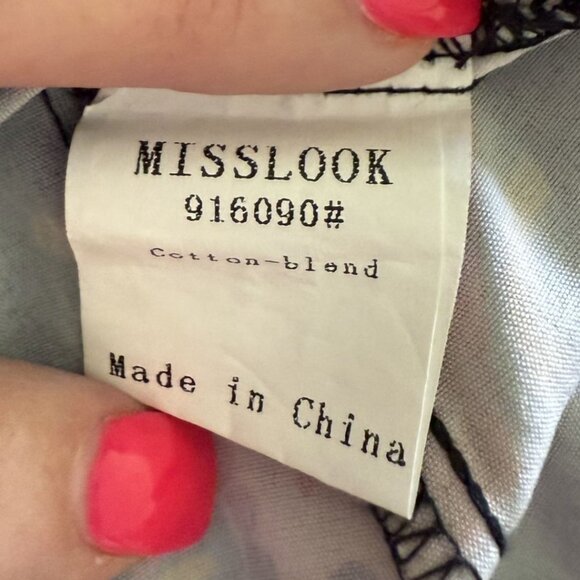 MISSLOOK
916090#
Cotton-blend
Made in China